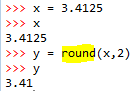 >>> x = 3.4125
>>> x
3.4125
>>> y = round(x,2)
>>> y
3.41